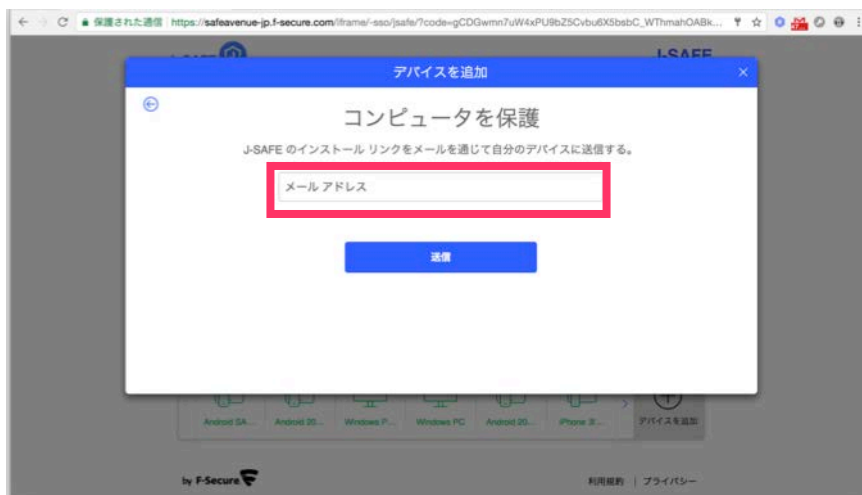 保護された通信 https://safeavenue-jp.f-secure.com/iframe/-sso/jsafe/?code=gCDGwmn7uW4xPU9bZ5Cvbu6X5bsbC_WThmahOABk...
J-SAFE
デバイスを追加
コンピュータを保護
J-SAFE のインストール リンクをメールを通じて自分のデバイスに送信する。
メール アドレス
送信
Android SA... Android 20... Windows P... Windows PC Android 20... iPhone 3/... デバイスを追加
by F-Secure 利用規約 | プライバシー